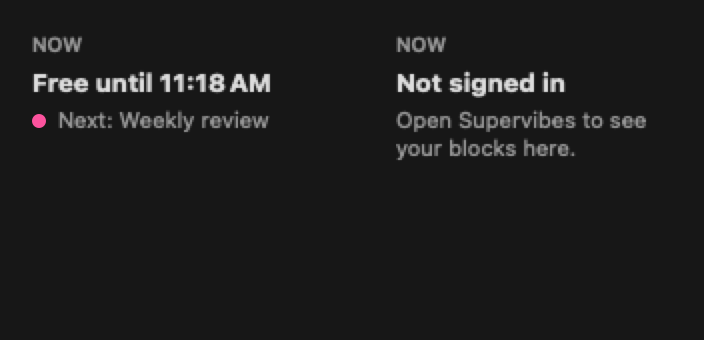 NOW
Free until 11:18 AM
Next: Weekly review
NOW
Not signed in
Open Supervibes to see
your blocks here.